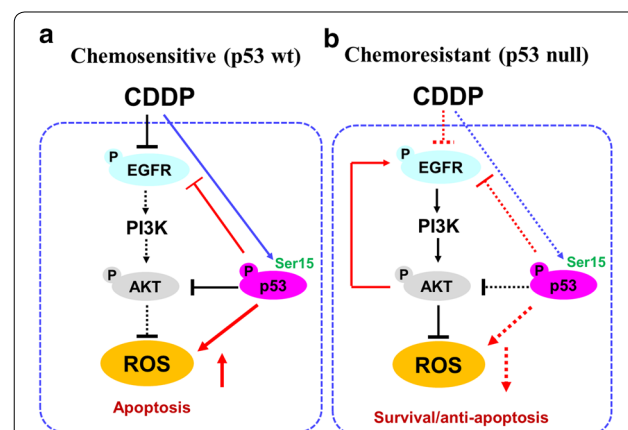 a
Chemosensitive (p53 wt)
CDDP
P
EGFR
PI3K
Ser15
P
P
AKT
p53
ROS
Apoptosis
b
Chemoresistant (p53 null)
CDDP
P
EGFR
PI3K
Ser15
P
P
AKT
p53
ROS
Survival/anti-apoptosis